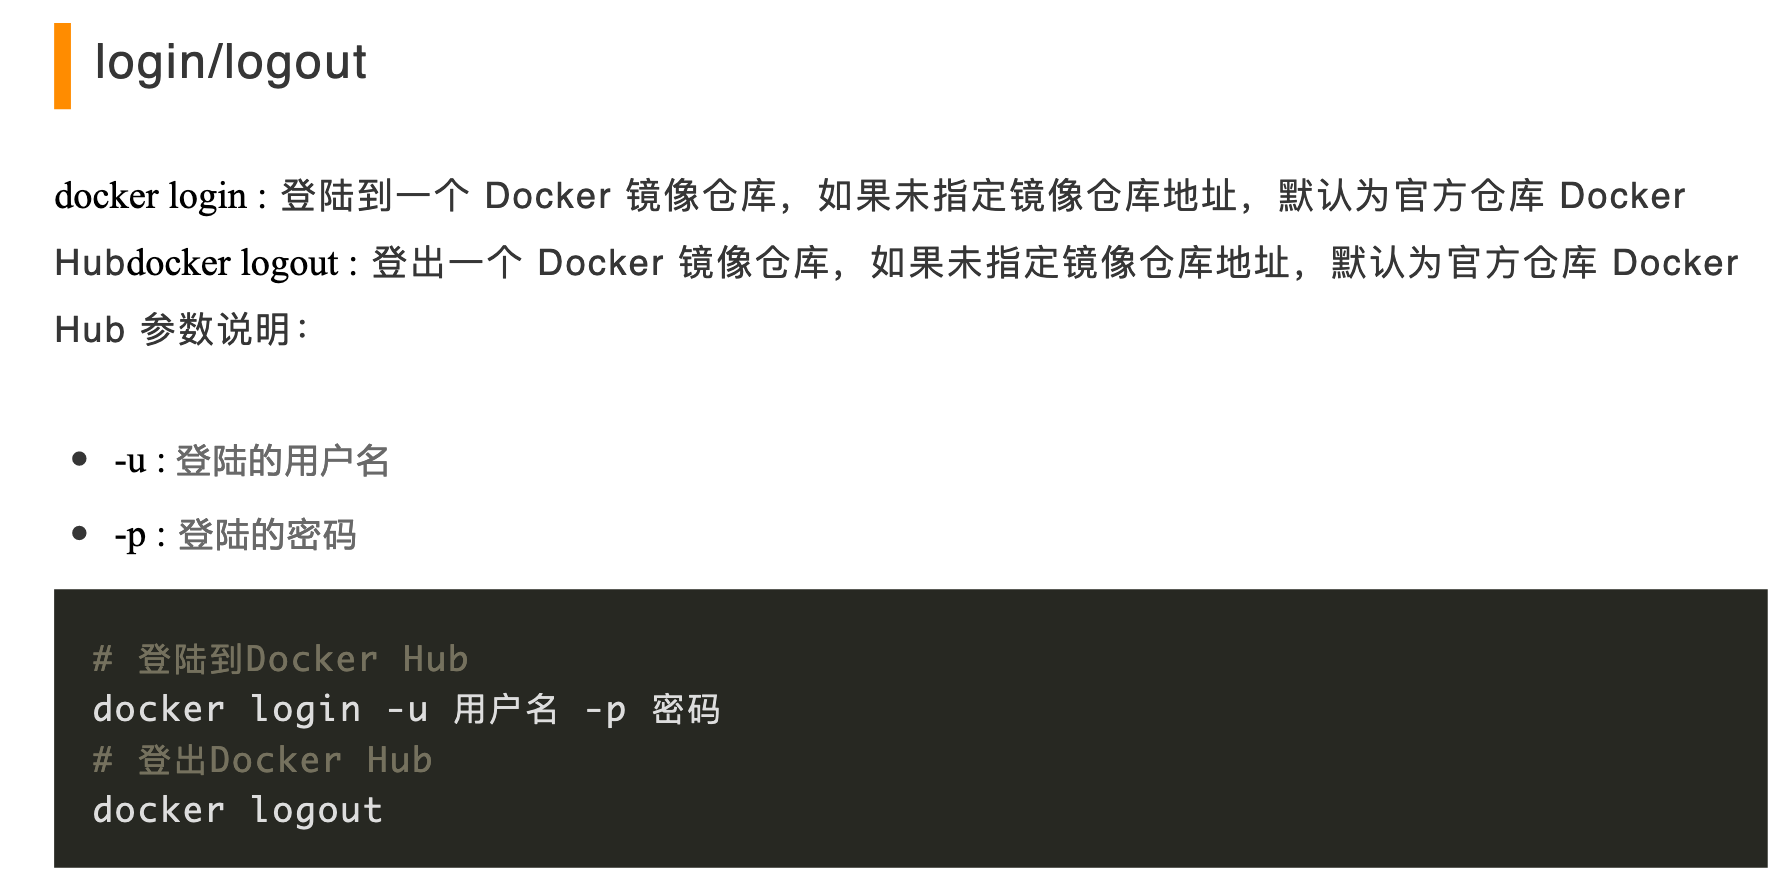 login/logout
docker login : 登陆到一个 Docker 镜像仓库，如果未指定镜像仓库地址，默认为官方仓库 Docker
Hubdocker logout : 登出一个 Docker 镜像仓库，如果未指定镜像仓库地址，默认为官方仓库 Docker
Hub 参数说明：
-u : 登陆的用户名
-p : 登陆的密码
# 登陆到Docker Hub
docker login -u 用户名 -p 密码
# 登出Docker Hub
docker logout